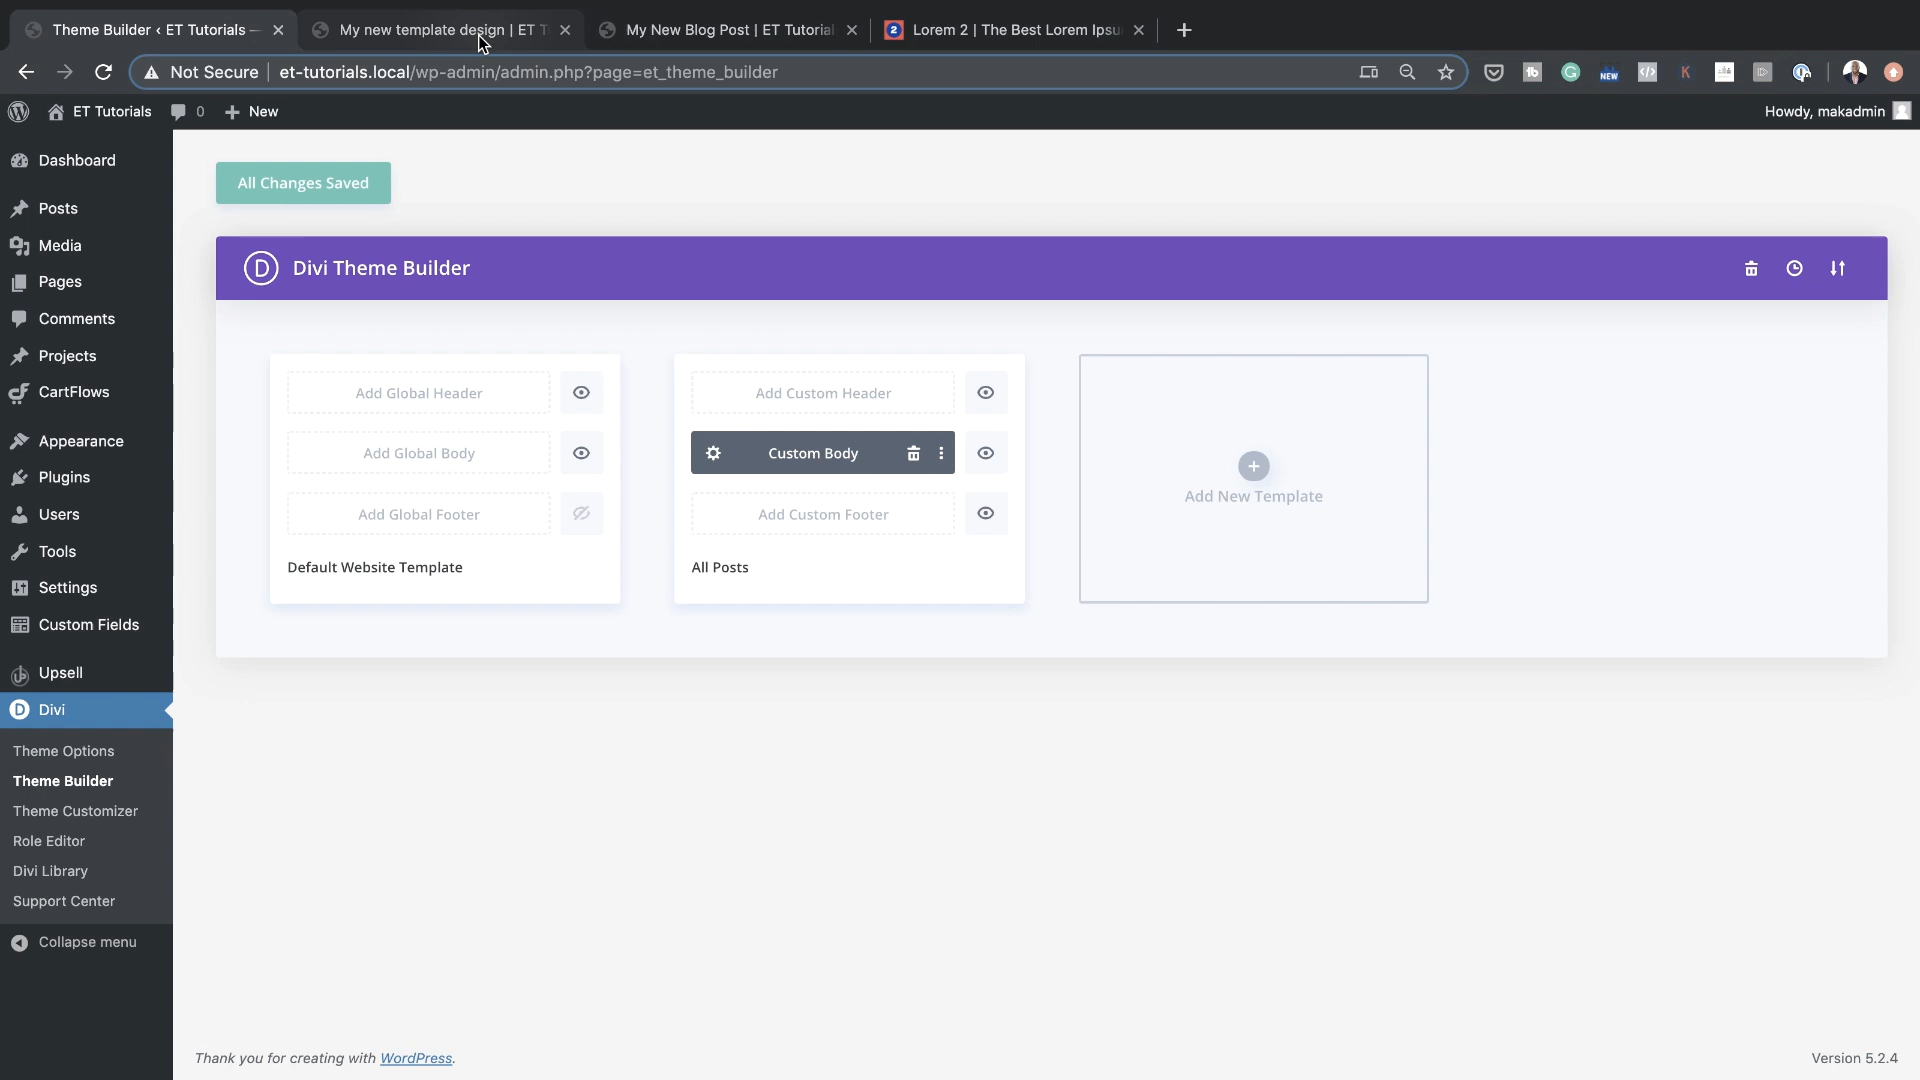 Theme Builder ‹ ET Tutorials —
My new template design | ET T
My New Blog Post | ET Tutorial
2 Lorem 2 | The Best Lorem Ipsu
Not Secure | et-tutorials.local/wp-admin/admin.php?page=et_theme_builder
tb
G
NEW
</>
K
ET Tutorials
0
New
Howdy, makadmin
Dashboard
Posts
Media
Pages
Comments
Projects
CartFlows
Appearance
Plugins
Users
Tools
Settings
Custom Fields
Upsell
D Divi
Theme Options
Theme Builder
Theme Customizer
Role Editor
Divi Library
Support Center
Collapse menu
All Changes Saved
D Divi Theme Builder
Add Global Header
Add Global Body
Add Global Footer
Default Website Template
Add Custom Header
Custom Body
Add Custom Footer
All Posts
Add New Template
Thank you for creating with WordPress.
Version 5.2.4